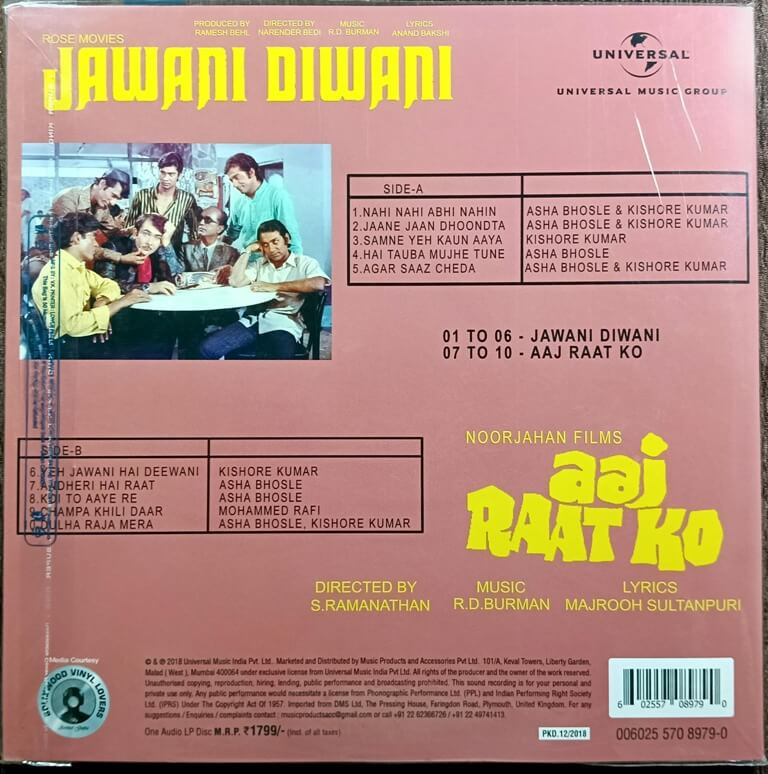 ROSE MOVIES
PRODUCED BY DIRECTED BY MUSIC LYRICS
RAMESH BEHL NARENDER BEDI R.D. BURMAN ANAND BAKSHI
JAWANI DIWANI
UNIVERSAL
UNIVERSAL MUSIC GROUP
SIDE-A
1.NAHI NAHI ABHI NAHIN ASHA BHOSLE & KISHORE KUMAR
2.JAANE JAAN DHOONDTA ASHA BHOSLE & KISHORE KUMAR
3.SAMNE YEH KAUN AAYA KISHORE KUMAR
4.HAI TAUBA MUJHE TUNE ASHA BHOSLE
5.AGAR SAAZ CHEDA ASHA BHOSLE & KISHORE KUMAR
01 TO 06 - JAWANI DIWANI
07 TO 10 - AAJ RAAT KO
SIDE-B
6.YEH JAWANI HAI DEEWANI KISHORE KUMAR
7.ANDHERI HAI RAAT ASHA BHOSLE
8.KOI TO AAYE RE ASHA BHOSLE
9.CHAMPA KHILI DAAR MOHAMMED RAFI
10.DULHA RAJA MERA ASHA BHOSLE, KISHORE KUMAR
NOORJAHAN FILMS
aaj
RAAT KO
DIRECTED BY MUSIC LYRICS
S.RAMANATHAN R.D.BURMAN MAJROOH SULTANPURI
Media Courtesy
BOLLYWOOD VINYL LOVERS
© & ℗ 2018 Universal Music India Pvt. Ltd.. Marketed and Distributed by Music Products and Accessories Pvt Ltd. 101/A, Keval Towers, Liberty Garden,
Malad ( West ), Mumbai 400064 under exclusive license from Universal Music India Pvt Ltd. All rights of the producer and the owner of the work reserved.
Unauthorised copying, reproduction, hiring, lending, public performance and broadcasting prohibited. This sound recording is for your personal and
private use only. Any public performance would necessitate a license from Phonographic Performance Ltd. (PPL) and Indian Performing Right Society
Ltd. (IPRS) Under The Copyright Act Of 1957. Imported from DMS Ltd, The Pressing House, Faringdon Road, Plymouth, United Kingdom. For any
suggestions / Enquiries / complaints contact : musicproductsacc@gmail.com or call +91 22 62366726 / +91 22 49741413.
One Audio LP Disc M.R.P. ₹1799/- (Incl. of all taxes)
PKD.12/2018
6 02557 08979 0
006025 570 8979-0